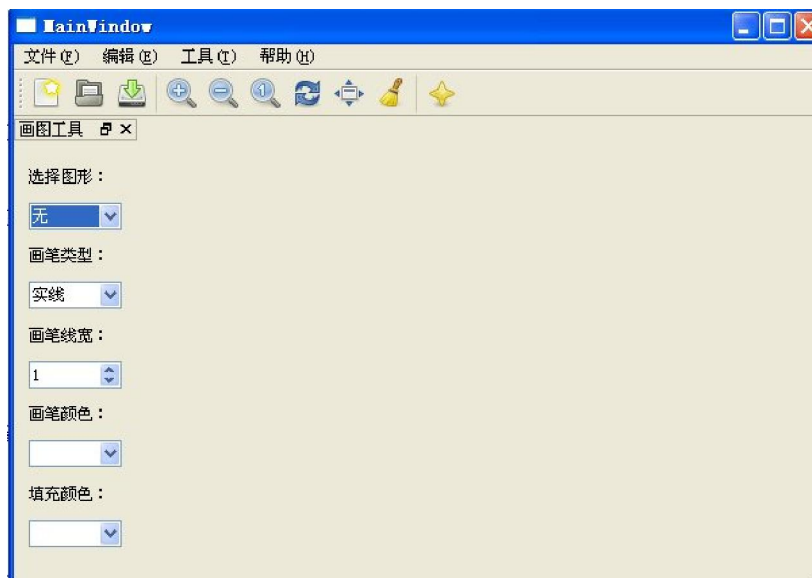 MainWindow
文件(F) 编辑(E) 工具(T) 帮助(H)
画图工具
选择图形：
无
画笔类型：
实线
画笔线宽：
1
画笔颜色：
填充颜色：